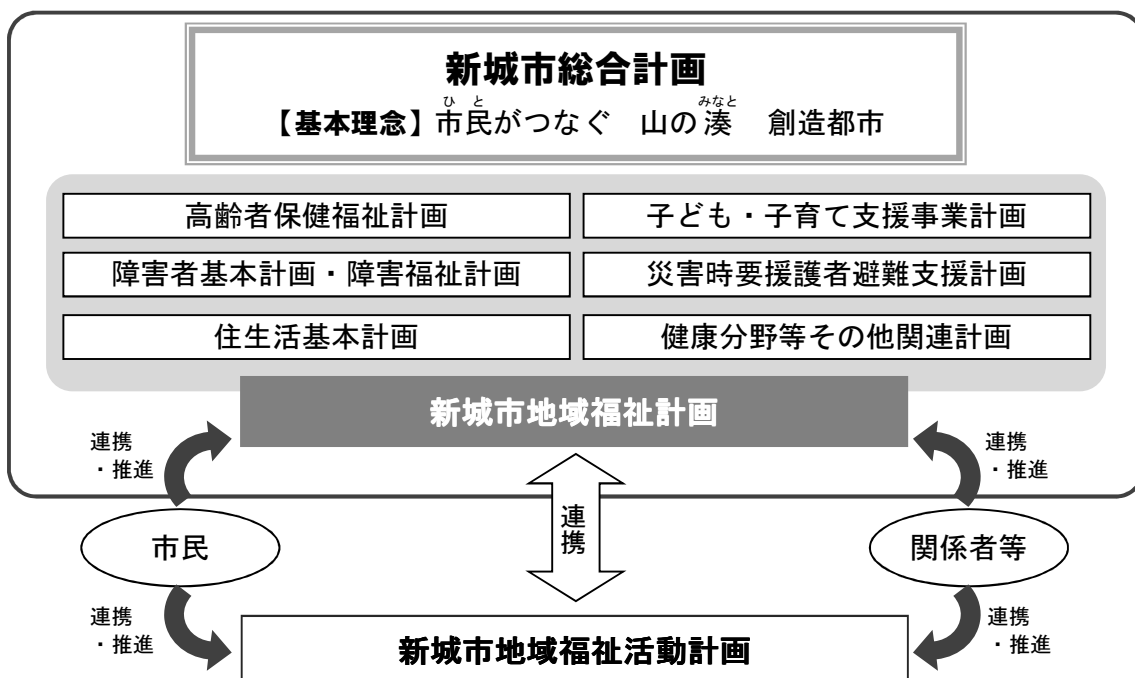 新城市総合計画
ひと みなと
【基本理念】市民がつなぐ 山の湊 創造都市
高齢者保健福祉計画
子ども・子育て支援事業計画
障害者基本計画・障害福祉計画
災害時要援護者避難支援計画
住生活基本計画
健康分野等その他関連計画
新城市地域福祉計画
連携
・推進
連携
・推進
連携
市民
関係者等
連携
・推進
連携
・推進
新城市地域福祉活動計画